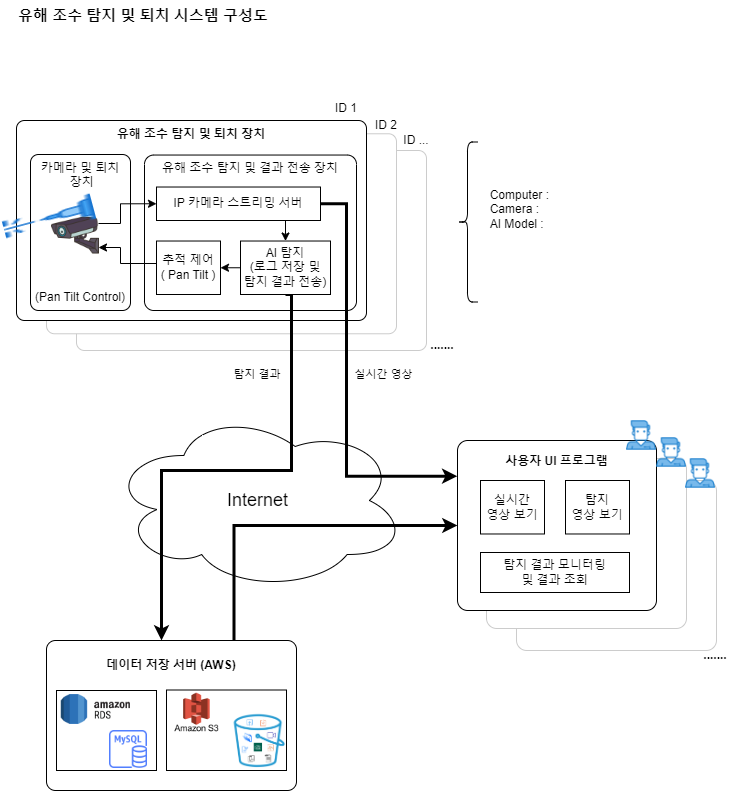 유해 조수 탐지 및 퇴치 시스템 구성도
ID 1
ID 2
ID ...
유해 조수 탐지 및 퇴치 장치
카메라 및 퇴치
장치
(Pan Tilt Control)
유해 조수 탐지 및 결과 전송 장치
IP 카메라 스트리밍 서버
추적 제어
( Pan Tilt )
AI 탐지
(로그 저장 및
탐지 결과 전송)
Computer :
Camera :
AI Model :
.......
탐지 결과
실시간 영상
Internet
사용자 UI 프로그램
실시간
영상 보기
탐지
영상 보기
탐지 결과 모니터링
및 결과 조회
.......
데이터 저장 서버 (AWS)
amazon
RDS
MySQL
Amazon S3